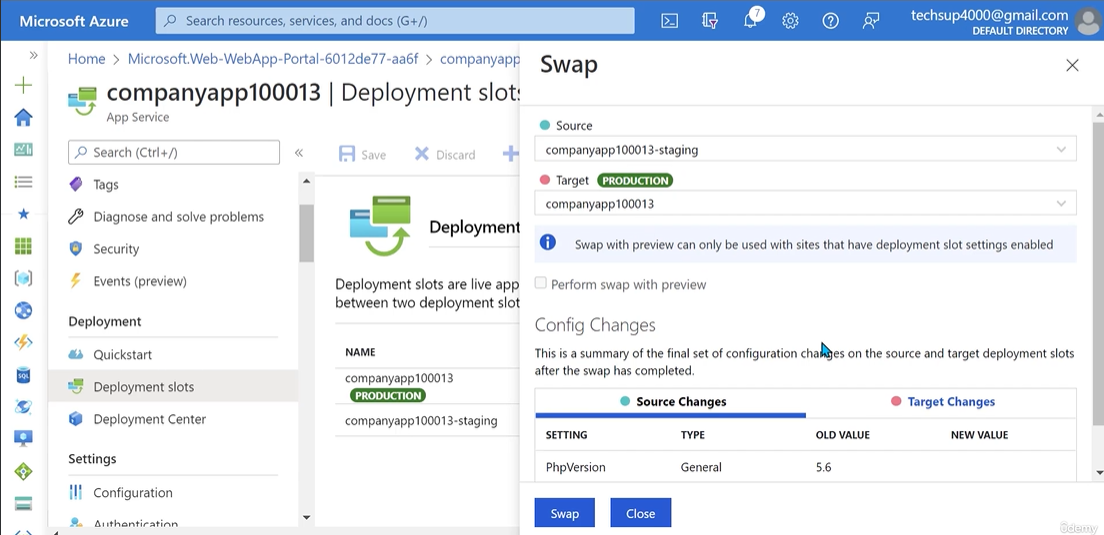 Microsoft Azure
Search resources, services, and docs (G+/)
7
techsup4000@gmail.com
DEFAULT DIRECTORY
Home > Microsoft.Web-WebApp-Portal-6012de77-aa6f > companyapp
companyapp100013 | Deployment slots
App Service
Search (Ctrl+/)
Save
Discard
Tags
Diagnose and solve problems
Security
Events (preview)
Deployment
Quickstart
Deployment slots
Deployment Center
Settings
Configuration
Authentication
SQL
Deployment
Deployment slots are live app
between two deployment slot
NAME
companyapp100013
PRODUCTION
companyapp100013-staging
Swap
Source
companyapp100013-staging
Target PRODUCTION
companyapp100013
Swap with preview can only be used with sites that have deployment slot settings enabled
Perform swap with preview
Config Changes
This is a summary of the final set of configuration changes on the source and target deployment slots
after the swap has completed.
Source Changes
Target Changes
SETTING TYPE OLD VALUE NEW VALUE
PhpVersion General 5.6
Swap
Close
ûdemy